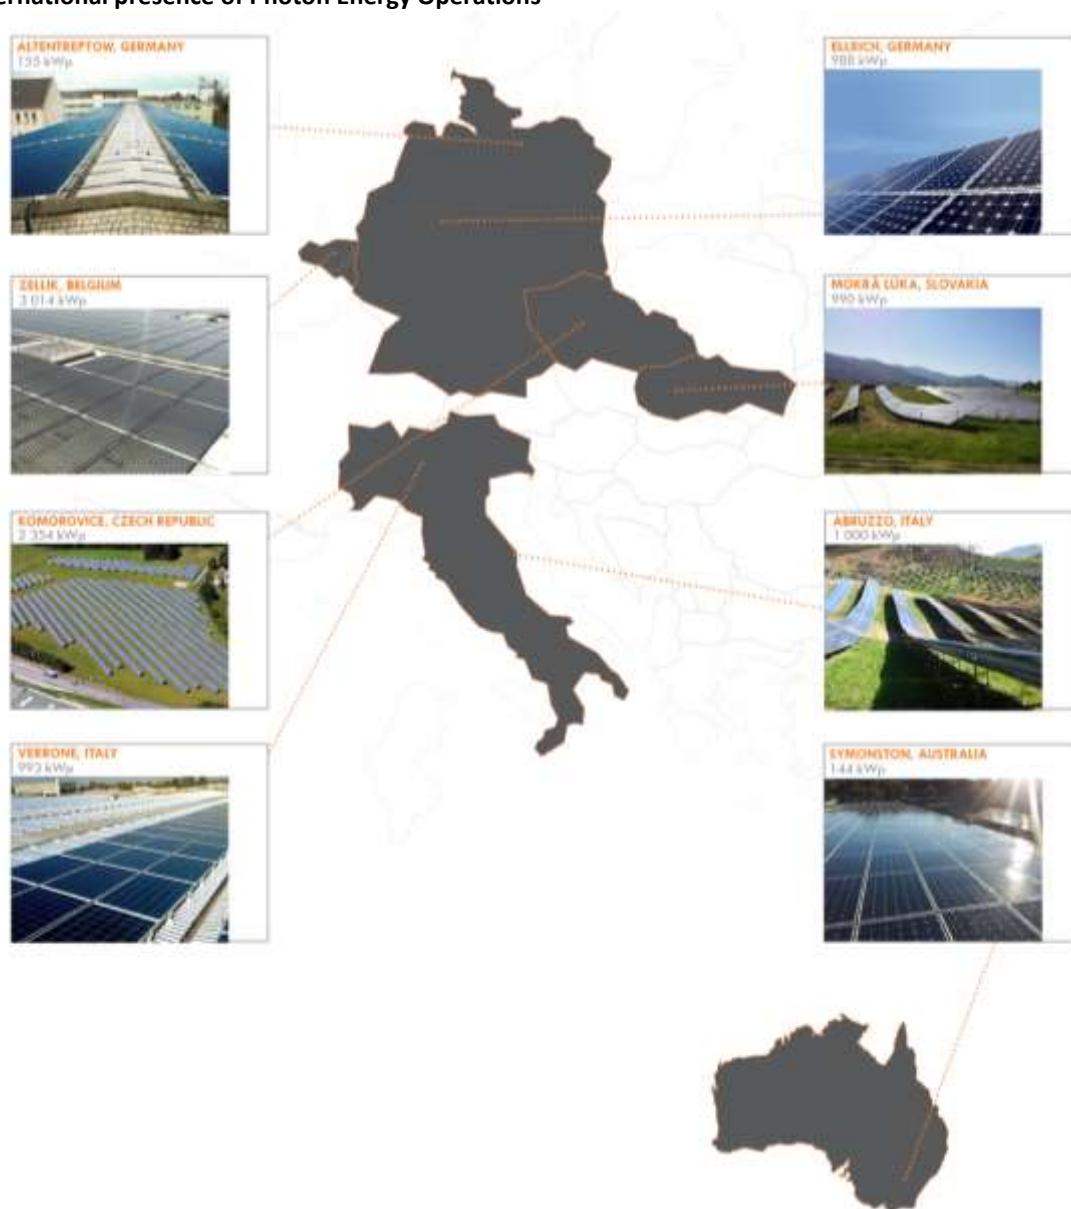 ernational presence of Photon Energy Operations
ALTENTREPTOW, GERMANY
155 kWp
ELLRICH, GERMANY
988 kWp
ZELLIK, BELGIUM
3 014 kWp
MOKRÁ LÚKA, SLOVAKIA
990 kWp
KOMOROVICE, CZECH REPUBLIC
2 354 kWp
ABRUZZO, ITALY
1 000 kWp
VERRONE, ITALY
993 kWp
SYMONSTON, AUSTRALIA
144 kWp